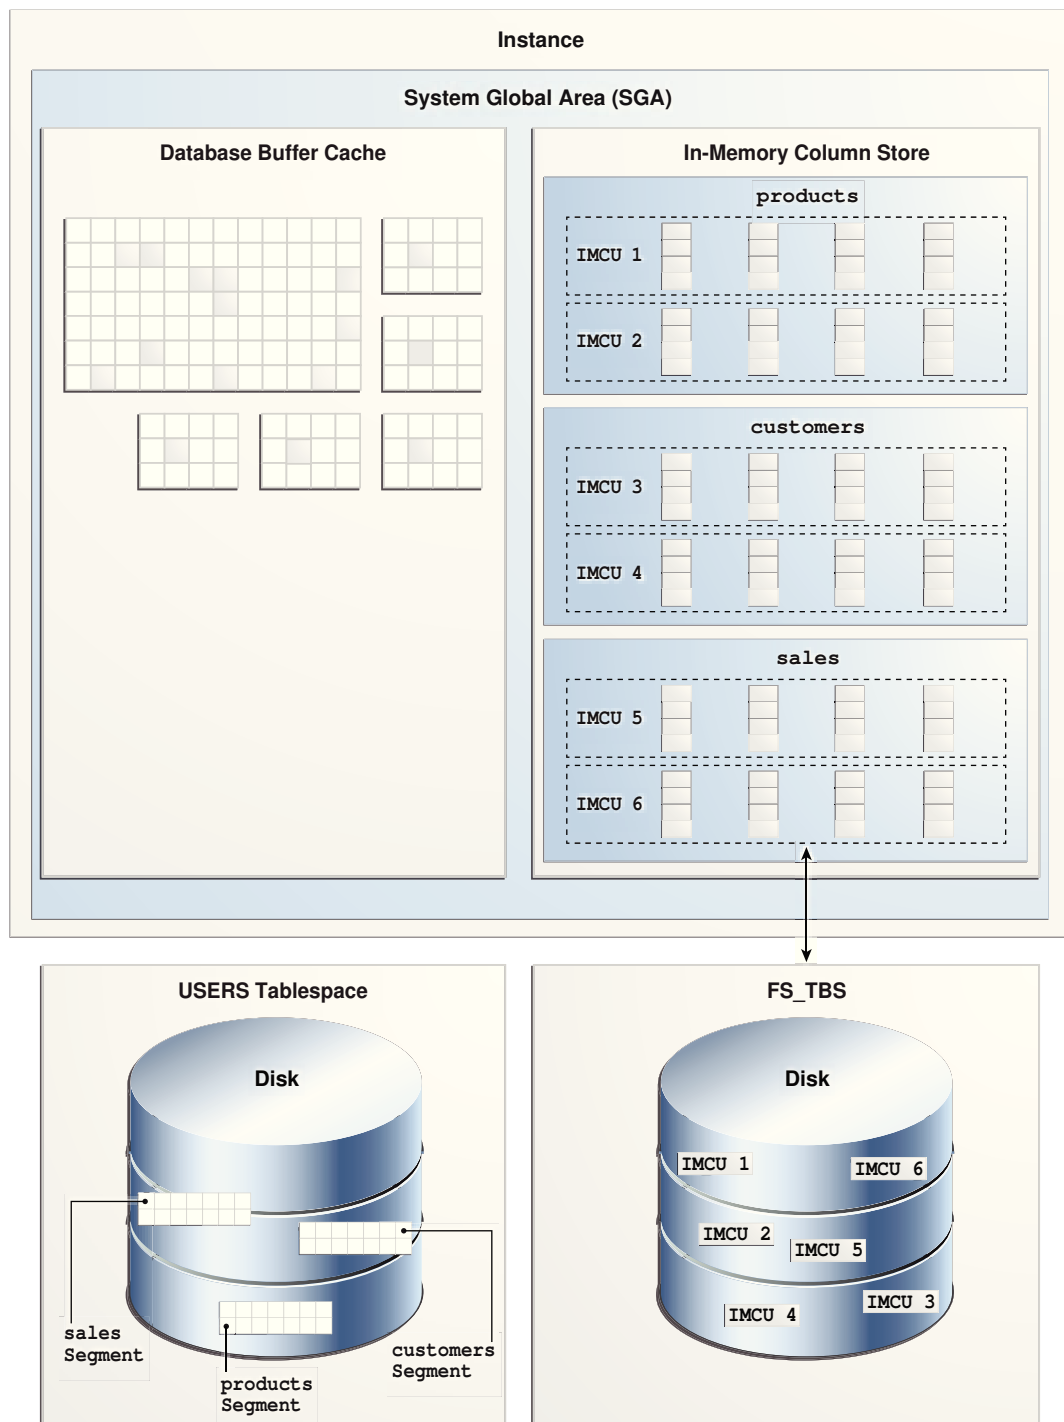 Instance
System Global Area (SGA)
Database Buffer Cache
In-Memory Column Store
products
IMCU 1
IMCU 2
customers
IMCU 3
IMCU 4
sales
IMCU 5
IMCU 6
USERS Tablespace
Disk
sales
Segment
products
Segment
customers
Segment
FS_TBS
Disk
IMCU 1
IMCU 6
IMCU 2
IMCU 5
IMCU 3
IMCU 4